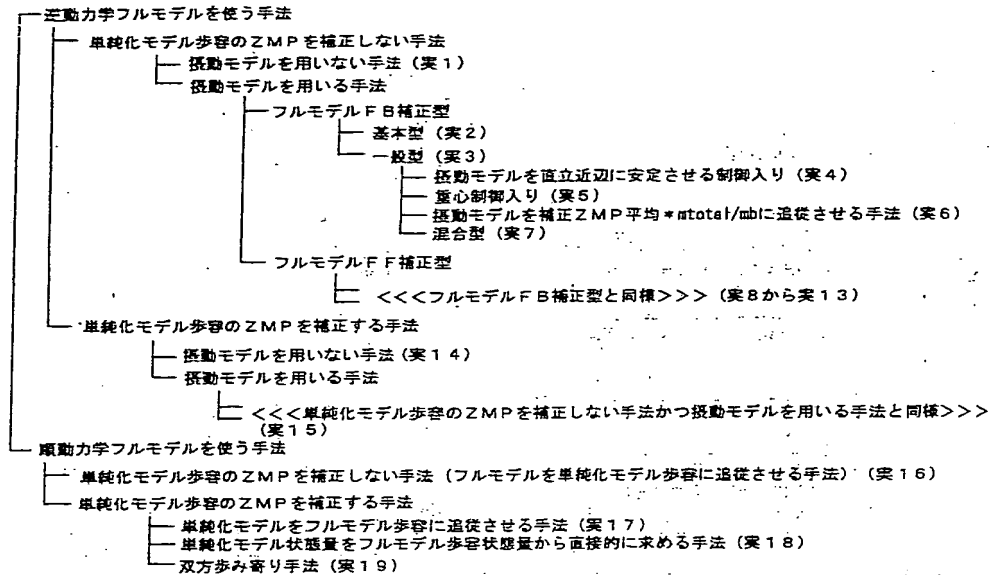 逆動力学フルモデルを使う手法
単純化モデル歩容のZMPを補正しない手法
摂動モデルを用いない手法（実1）
摂動モデルを用いる手法
フルモデルFB補正型
基本型（実2）
一般型（実3）
摂動モデルを直立近辺に安定させる制御入り（実4）
重心制御入り（実5）
摂動モデルを補正ZMP平均*mtotal/mbに追従させる手法（実6）
混合型（実7）
フルモデルFF補正型
<<<フルモデルFB補正型と同様>>>（実8から実13）
単純化モデル歩容のZMPを補正する手法
摂動モデルを用いない手法（実14）
摂動モデルを用いる手法
<<<単純化モデル歩容のZMPを補正しない手法かつ摂動モデルを用いる手法と同様>>>
（実15）
順動力学フルモデルを使う手法
単純化モデル歩容のZMPを補正しない手法（フルモデルを単純化モデル歩容に追従させる手法）（実16）
単純化モデル歩容のZMPを補正する手法
単純化モデルをフルモデル歩容に追従させる手法（実17）
単純化モデル状態量をフルモデル歩容状態量から直接的に求める手法（実18）
双方歩み寄り手法（実19）